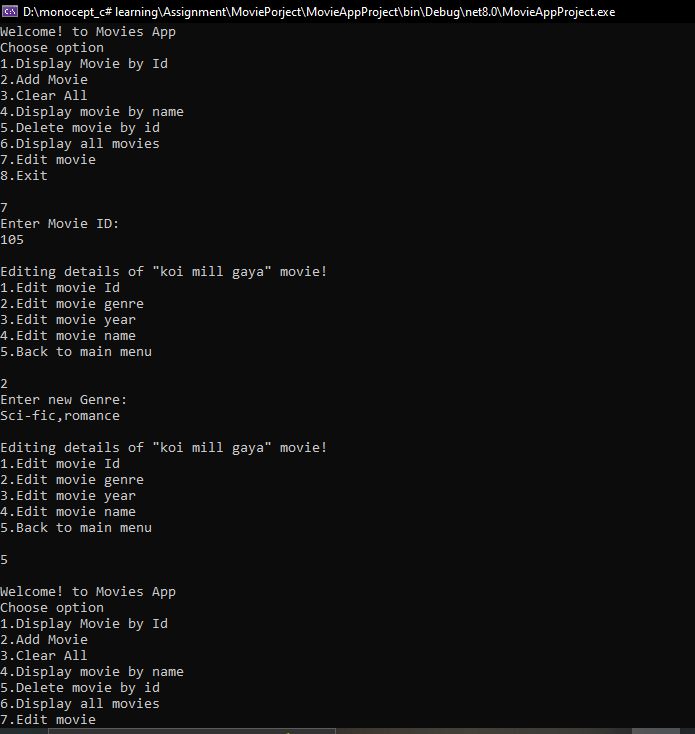 D:\monocept_c# learning\Assignment\MoviePorject\MovieAppProject\bin\Debug\net8.0\MovieAppProject.exe
Welcome! to Movies App
Choose option
1.Display Movie by Id
2.Add Movie
3.Clear All
4.Display movie by name
5.Delete movie by id
6.Display all movies
7.Edit movie
8.Exit
7
Enter Movie ID:
105
Editing details of "koi mill gaya" movie!
1.Edit movie Id
2.Edit movie genre
3.Edit movie year
4.Edit movie name
5.Back to main menu
2
Enter new Genre:
Sci-fic,romance
Editing details of "koi mill gaya" movie!
1.Edit movie Id
2.Edit movie genre
3.Edit movie year
4.Edit movie name
5.Back to main menu
5
Welcome! to Movies App
Choose option
1.Display Movie by Id
2.Add Movie
3.Clear All
4.Display movie by name
5.Delete movie by id
6.Display all movies
7.Edit movie